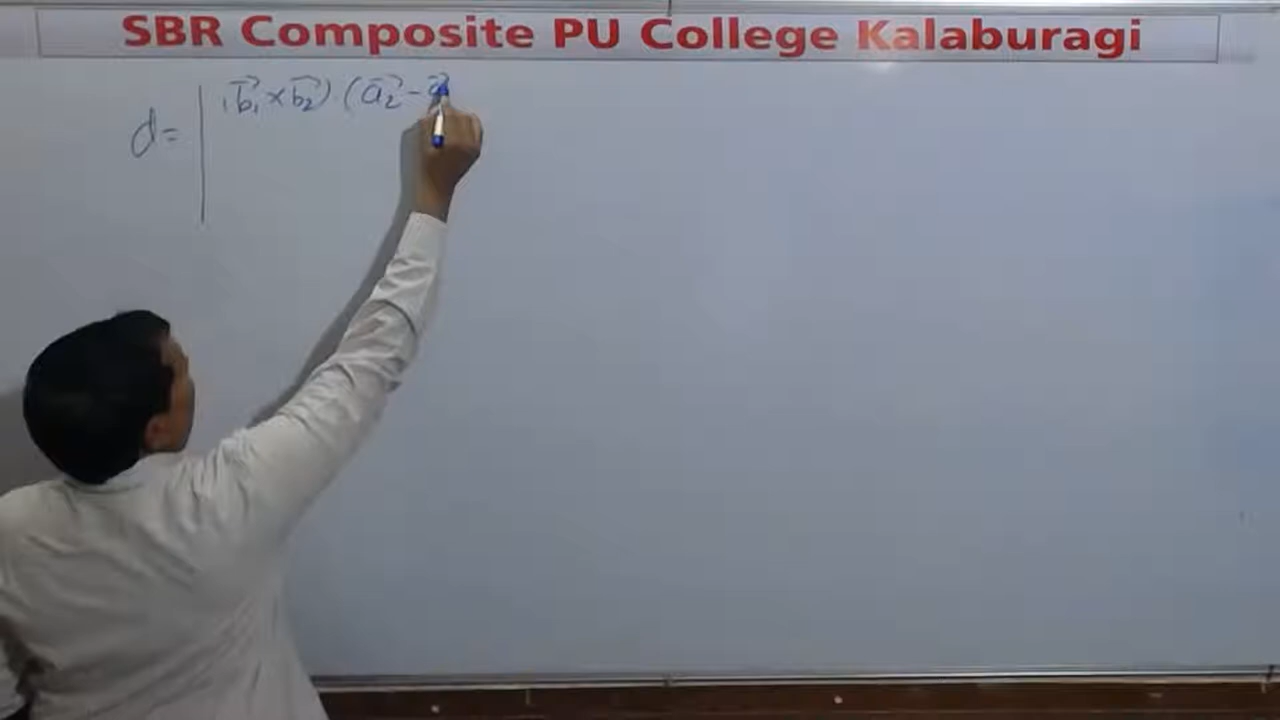 SBR Composite PU College Kalaburagi
d = | (b⃗₁ × b⃗₂) (a⃗₂ - a⃗